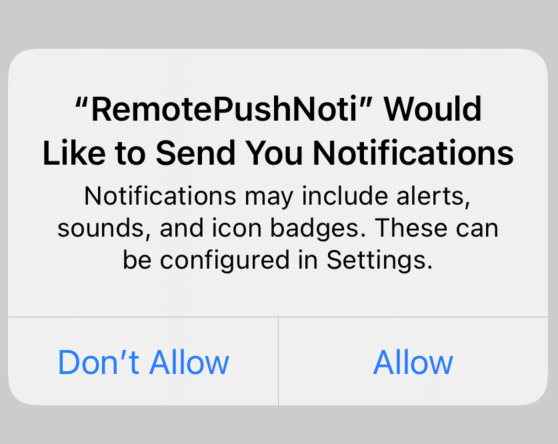 “RemotePushNoti” Would
Like to Send You Notifications
Notifications may include alerts,
sounds, and icon badges. These can
be configured in Settings.
Don’t Allow
Allow